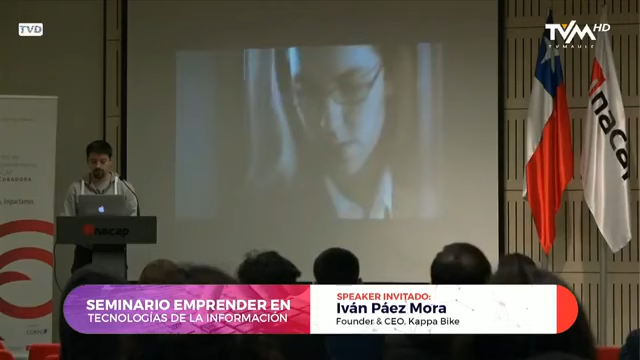 TVD
TVM HD
TVMAULE
inacap
inacap
SEMINARIO EMPRENDER EN
TECNOLOGÍAS DE LA INFORMACIÓN
SPEAKER INVITADO:
Iván Páez Mora
Founder & CEO, Kappa Bike